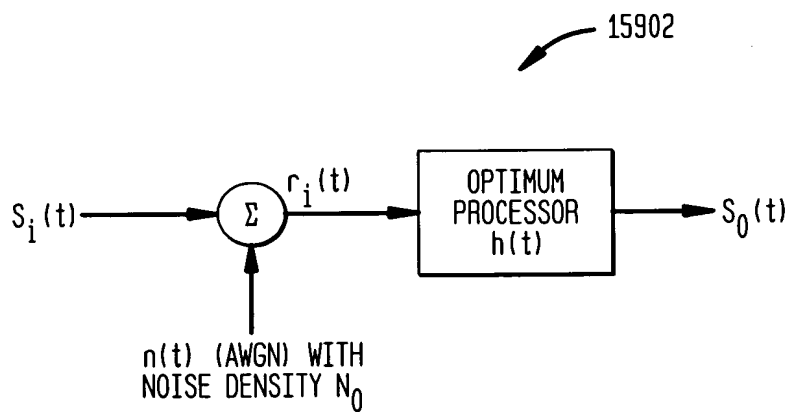 15902
S_i(t)
Σ
r_i(t)
OPTIMUM
PROCESSOR
h(t)
S_0(t)
n(t) (AWGN) WITH
NOISE DENSITY N_0